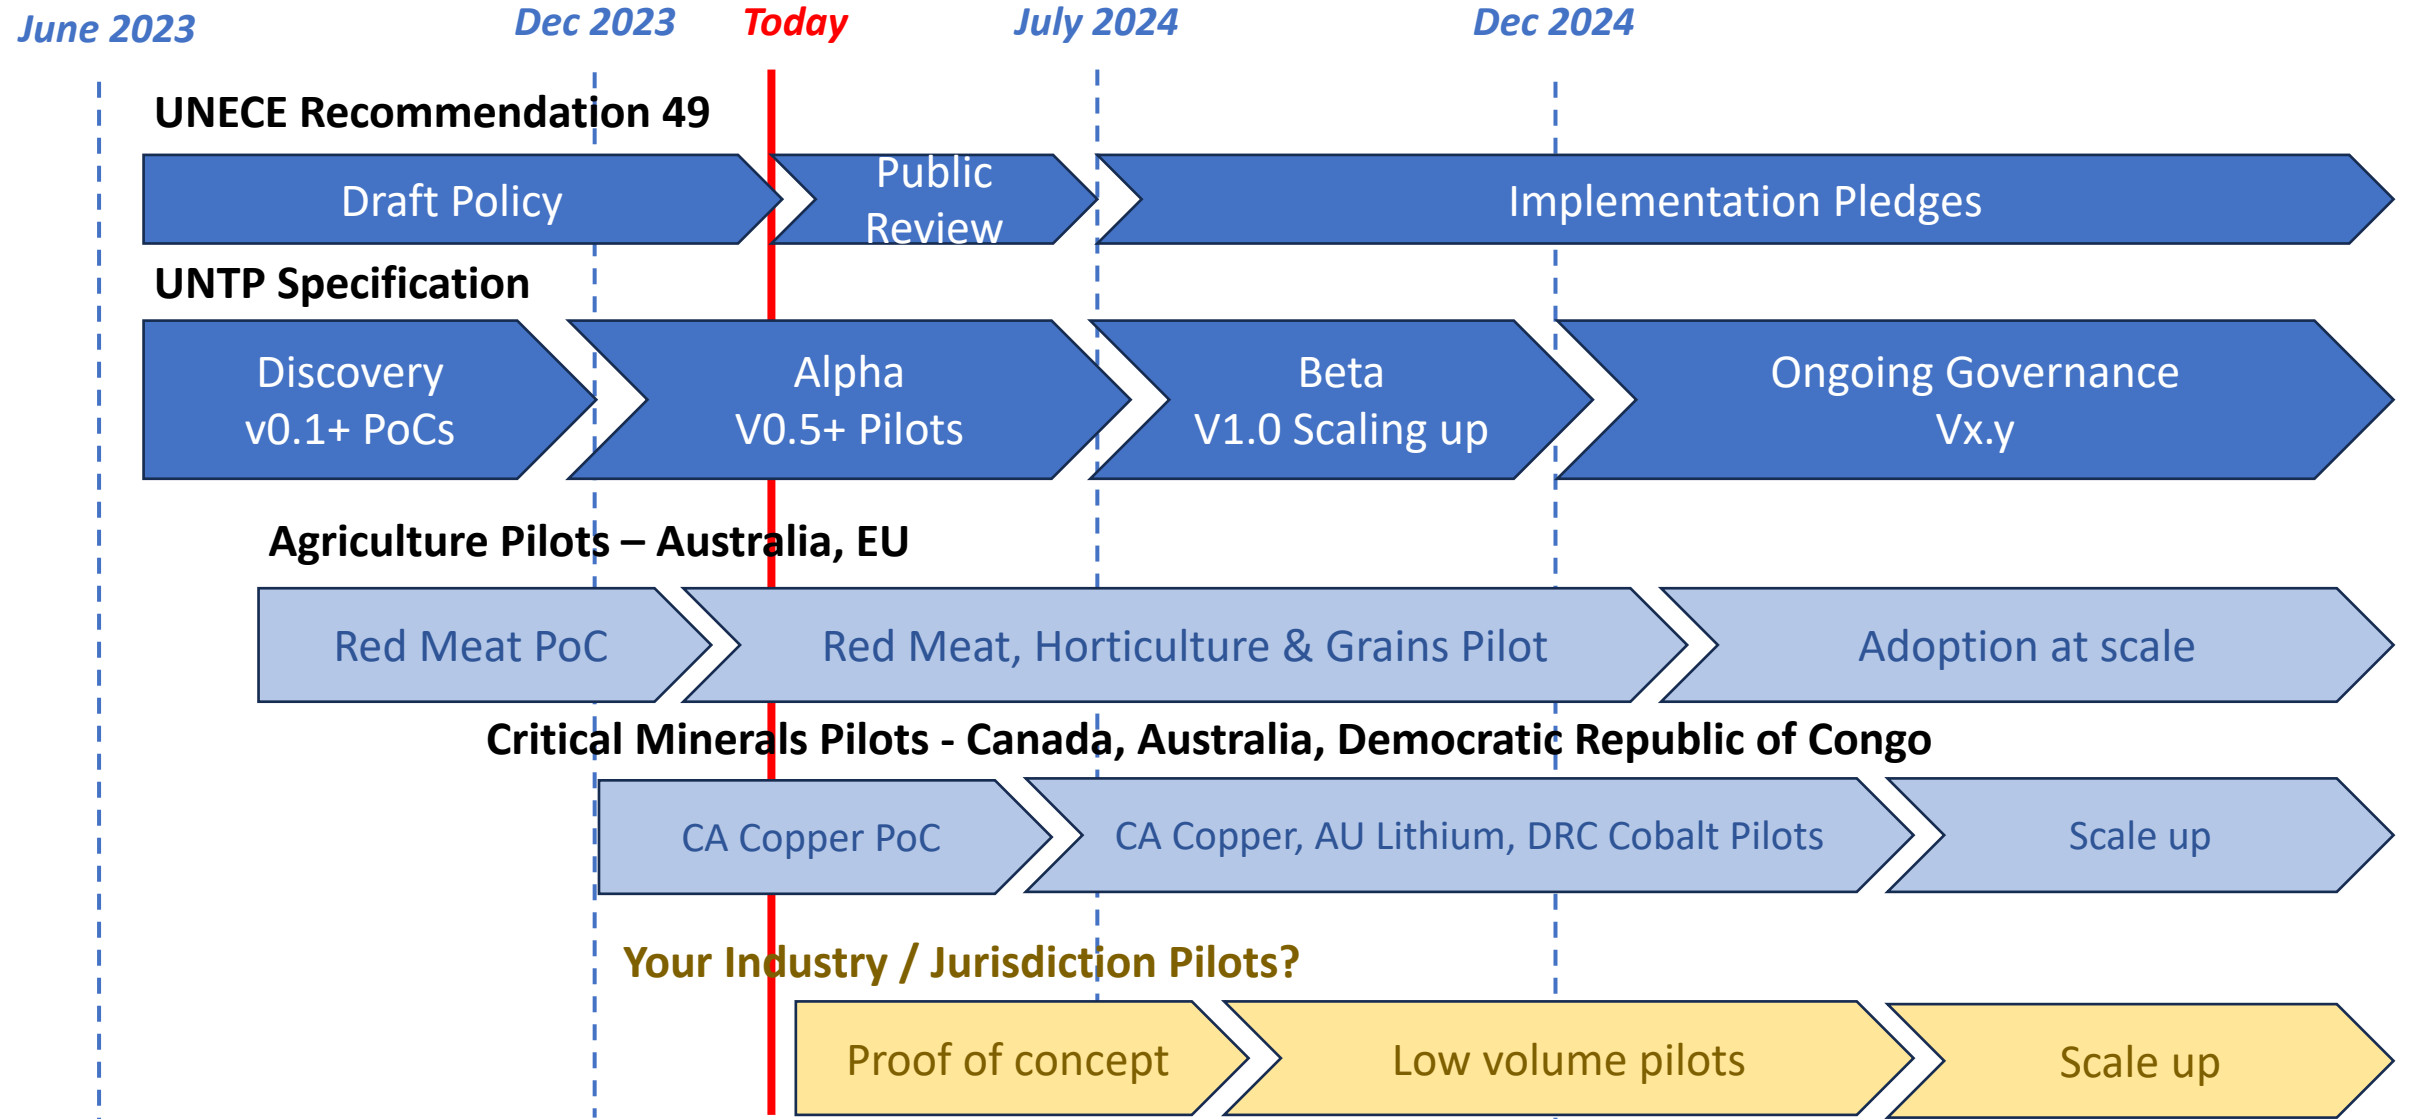 June 2023
Dec 2023
Today
July 2024
Dec 2024
UNECE Recommendation 49
Draft Policy
Public
Review
Implementation Pledges
UNTP Specification
Discovery
v0.1+ PoCs
Alpha
V0.5+ Pilots
Beta
V1.0 Scaling up
Ongoing Governance
Vx.y
Agriculture Pilots – Australia, EU
Red Meat PoC
Red Meat, Horticulture & Grains Pilot
Adoption at scale
Critical Minerals Pilots - Canada, Australia, Democratic Republic of Congo
CA Copper PoC
CA Copper, AU Lithium, DRC Cobalt Pilots
Scale up
Your Industry / Jurisdiction Pilots?
Proof of concept
Low volume pilots
Scale up